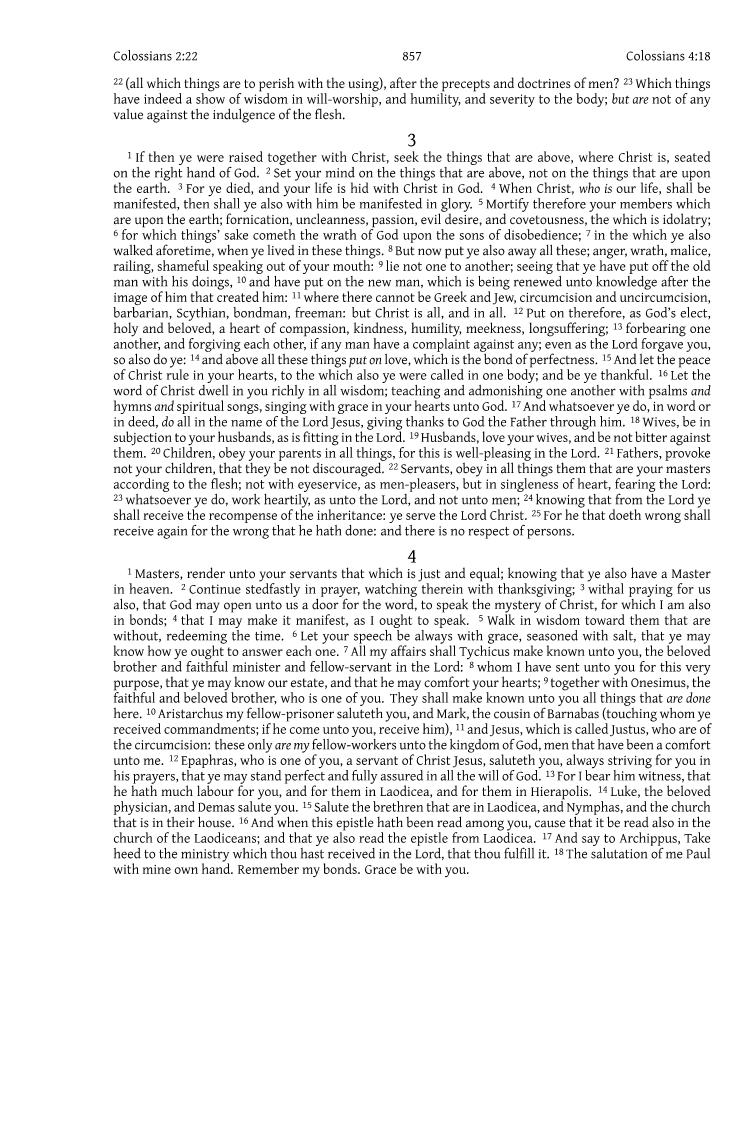 Colossians 2:22 857 Colossians 4:18
22 (all which things are to perish with the using), after the precepts and doctrines of men? 23 Which things
have indeed a show of wisdom in will-worship, and humility, and severity to the body; but are not of any
value against the indulgence of the flesh.
3
1 If then ye were raised together with Christ, seek the things that are above, where Christ is, seated
on the right hand of God. 2 Set your mind on the things that are above, not on the things that are upon
the earth. 3 For ye died, and your life is hid with Christ in God. 4 When Christ, who is our life, shall be
manifested, then shall ye also with him be manifested in glory. 5 Mortify therefore your members which
are upon the earth; fornication, uncleanness, passion, evil desire, and covetousness, the which is idolatry;
6 for which things’ sake cometh the wrath of God upon the sons of disobedience; 7 in the which ye also
walked aforetime, when ye lived in these things. 8 But now put ye also away all these; anger, wrath, malice,
railing, shameful speaking out of your mouth: 9 lie not one to another; seeing that ye have put off the old
man with his doings, 10 and have put on the new man, which is being renewed unto knowledge after the
image of him that created him: 11 where there cannot be Greek and Jew, circumcision and uncircumcision,
barbarian, Scythian, bondman, freeman: but Christ is all, and in all. 12 Put on therefore, as God’s elect,
holy and beloved, a heart of compassion, kindness, humility, meekness, longsuffering; 13 forbearing one
another, and forgiving each other, if any man have a complaint against any; even as the Lord forgave you,
so also do ye: 14 and above all these things put on love, which is the bond of perfectness. 15 And let the peace
of Christ rule in your hearts, to the which also ye were called in one body; and be ye thankful. 16 Let the
word of Christ dwell in you richly in all wisdom; teaching and admonishing one another with psalms and
hymns and spiritual songs, singing with grace in your hearts unto God. 17 And whatsoever ye do, in word or
in deed, do all in the name of the Lord Jesus, giving thanks to God the Father through him. 18 Wives, be in
subjection to your husbands, as is fitting in the Lord. 19 Husbands, love your wives, and be not bitter against
them. 20 Children, obey your parents in all things, for this is well-pleasing in the Lord. 21 Fathers, provoke
not your children, that they be not discouraged. 22 Servants, obey in all things them that are your masters
according to the flesh; not with eyeservice, as men-pleasers, but in singleness of heart, fearing the Lord:
23 whatsoever ye do, work heartily, as unto the Lord, and not unto men; 24 knowing that from the Lord ye
shall receive the recompense of the inheritance: ye serve the Lord Christ. 25 For he that doeth wrong shall
receive again for the wrong that he hath done: and there is no respect of persons.
4
1 Masters, render unto your servants that which is just and equal; knowing that ye also have a Master
in heaven. 2 Continue stedfastly in prayer, watching therein with thanksgiving; 3 withal praying for us
also, that God may open unto us a door for the word, to speak the mystery of Christ, for which I am also
in bonds; 4 that I may make it manifest, as I ought to speak. 5 Walk in wisdom toward them that are
without, redeeming the time. 6 Let your speech be always with grace, seasoned with salt, that ye may
know how ye ought to answer each one. 7 All my affairs shall Tychicus make known unto you, the beloved
brother and faithful minister and fellow-servant in the Lord: 8 whom I have sent unto you for this very
purpose, that ye may know our estate, and that he may comfort your hearts; 9 together with Onesimus, the
faithful and beloved brother, who is one of you. They shall make known unto you all things that are done
here. 10 Aristarchus my fellow-prisoner saluteth you, and Mark, the cousin of Barnabas (touching whom ye
received commandments; if he come unto you, receive him), 11 and Jesus, which is called Justus, who are of
the circumcision: these only are my fellow-workers unto the kingdom of God, men that have been a comfort
unto me. 12 Epaphras, who is one of you, a servant of Christ Jesus, saluteth you, always striving for you in
his prayers, that ye may stand perfect and fully assured in all the will of God. 13 For I bear him witness, that
he hath much labour for you, and for them in Laodicea, and for them in Hierapolis. 14 Luke, the beloved
physician, and Demas salute you. 15 Salute the brethren that are in Laodicea, and Nymphas, and the church
that is in their house. 16 And when this epistle hath been read among you, cause that it be read also in the
church of the Laodiceans; and that ye also read the epistle from Laodicea. 17 And say to Archippus, Take
heed to the ministry which thou hast received in the Lord, that thou fulfill it. 18 The salutation of me Paul
with mine own hand. Remember my bonds. Grace be with you.